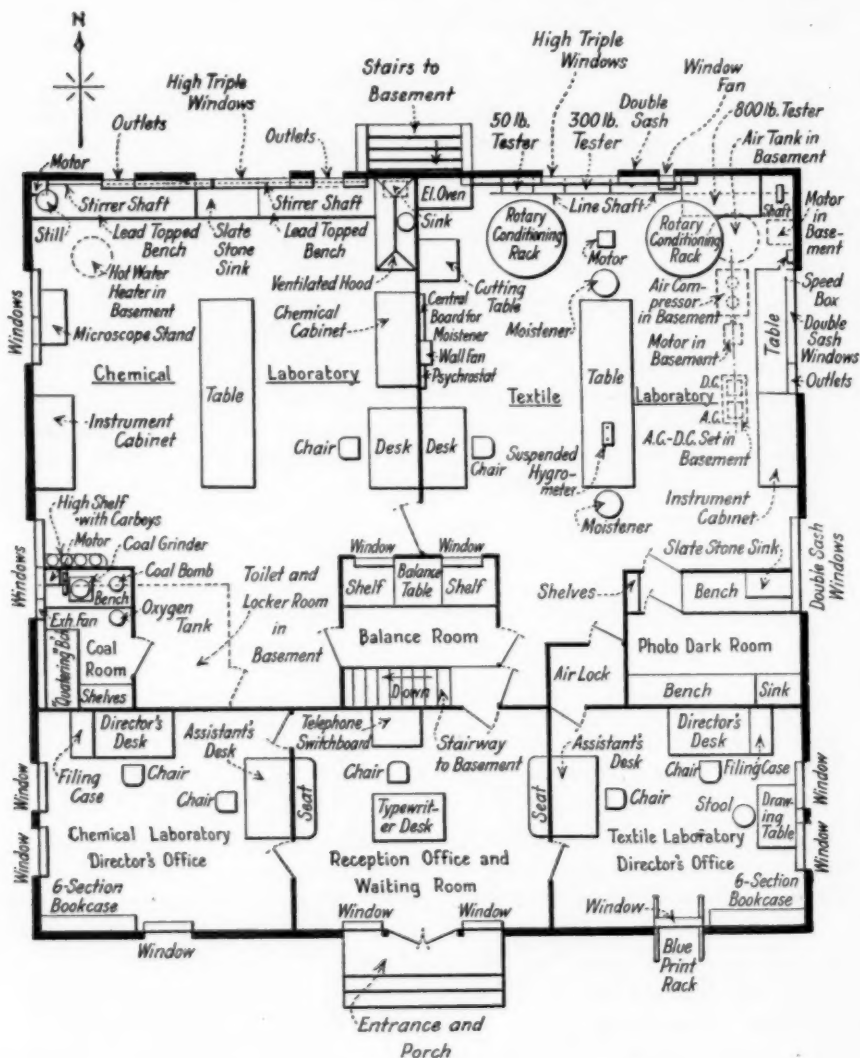 N
Stairs to
Basement
High Triple
Windows
Window
Fan
High Triple
Windows
Outlets
Outlets
Double
Sash
50 lb.
Tester
300 lb.
Tester
800 lb. Tester
Air Tank in
Basement
Motor
Stirrer Shaft
Stirrer Shaft
Sink
El. Oven
Line Shaft
Shaft
Motor
in
Base-
ment
Still
Lead Topped
Bench
Slate
Stone
Sink
Lead Topped
Bench
Rotary
Conditioning
Rack
Rotary
Conditioning
Rack
Hot Water
Heater in
Basement
Ventilated Hood
Cutting
Table
Motor
Air Com-
pressor
in Basement
Speed
Box
Windows
Microscope Stand
Chemical
Cabinet
Central
Board for
Moistener
Moistener
Motor in
Basement
Table
Double
Sash
Windows
Wall Fan
Psychrostat
Chemical
Laboratory
Table
Textile
Table
Laboratory
D.C.
A.C.
Outlets
Instrument
Cabinet
Chair
Desk
Desk
Chair
Suspended
Hygro-
meter
A.C.-D.C. Set in
Basement
Instrument
Cabinet
Moistener
High Shelf
with Carboys
Motor
Coal Grinder
Coal Bomb
Bench
Oxygen
Tank
Exh. Fan
Windows
Coal
Room
"Quatering" Box
Shelves
Toilet and
Locker Room
in
Basement
Window
Window
Shelf
Balance
Table
Shelf
Balance Room
Down
Slate Stone Sink
Shelves
Bench
Double Sash
Windows
Photo Dark Room
Air Lock
Bench
Sink
Director's
Desk
Assistant's
Desk
Telephone
Switchboard
Stairway
to Basement
Assistant's
Desk
Director's
Desk
Filing
Case
Chair
Chair
Seat
Chair
Seat
Chair
Chair
Filing Case
Stool
Drawing
Table
Window
Window
Window
Window
Typewrit-
er Desk
Chemical Laboratory
Director's Office
Reception Office and
Waiting Room
Textile Laboratory
Director's Office
6-Section
Bookcase
6-Section
Bookcase
Window
Window
Window
Window
Blue
Print
Rack
Entrance and
Porch